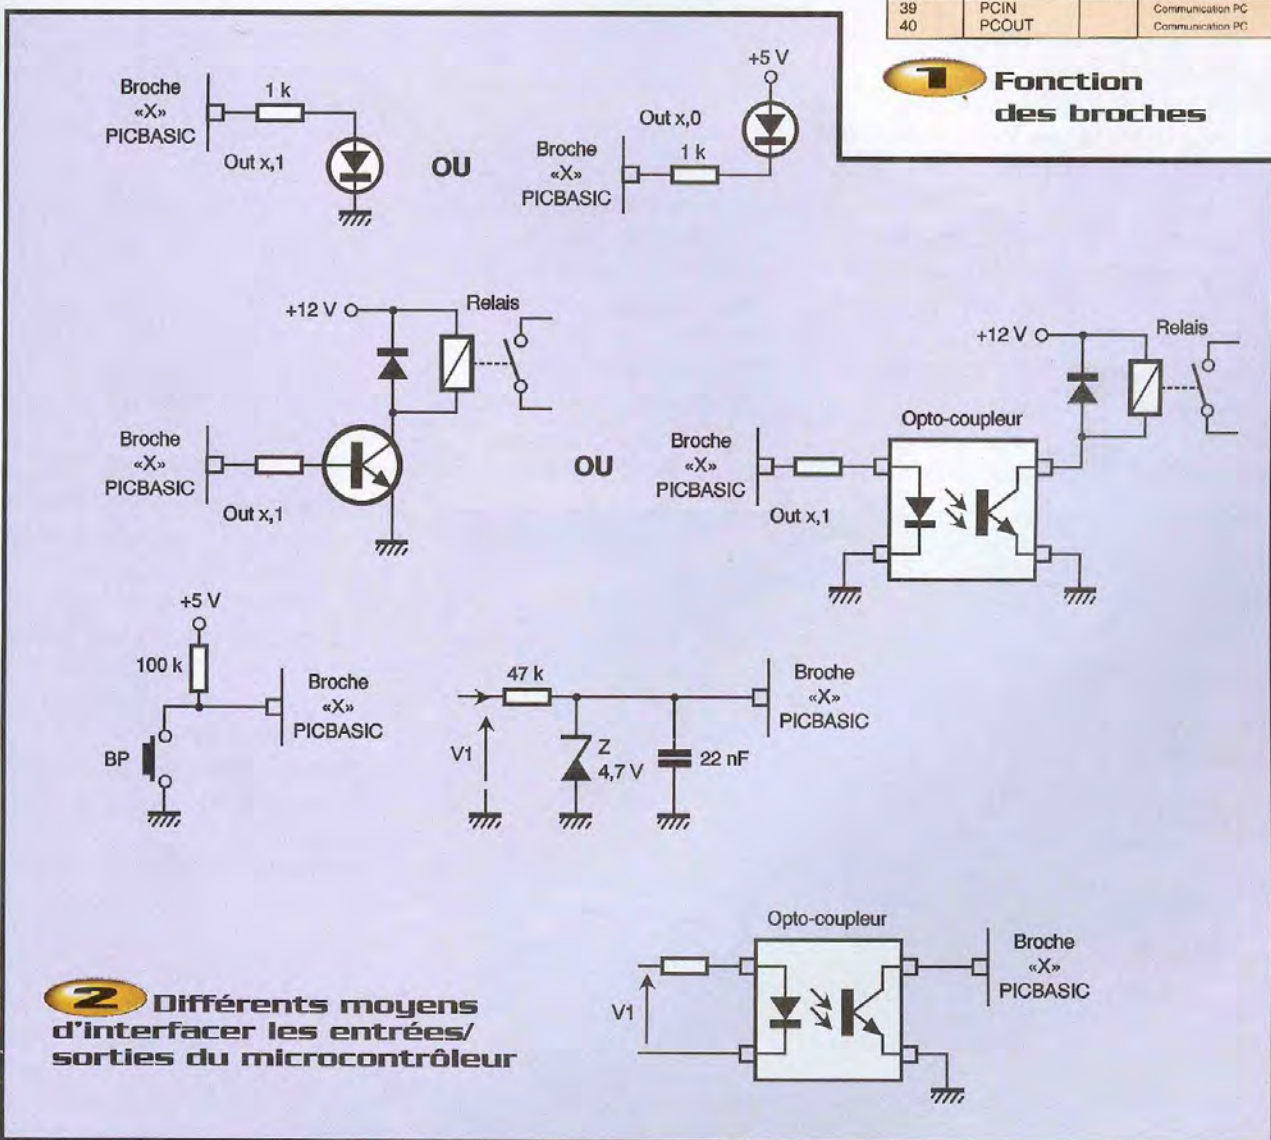 39 PCIN Communication PC
40 PCOUT Communication PC
1 Fonction
des broches
Broche
«X»
PICBASIC
1 k
Out x,1
OU
+5 V
Out x,0
Broche
«X»
PICBASIC
1 k
+12 V
Relais
Broche
«X»
PICBASIC
Out x,1
OU
+12 V
Relais
Opto-coupleur
Broche
«X»
PICBASIC
Out x,1
+5 V
100 k
BP
Broche
«X»
PICBASIC
47 k
V1
Z
4,7 V
22 nF
Broche
«X»
PICBASIC
Opto-coupleur
V1
Broche
«X»
PICBASIC
2 Différents moyens
d'interfacer les entrées/
sorties du microcontrôleur